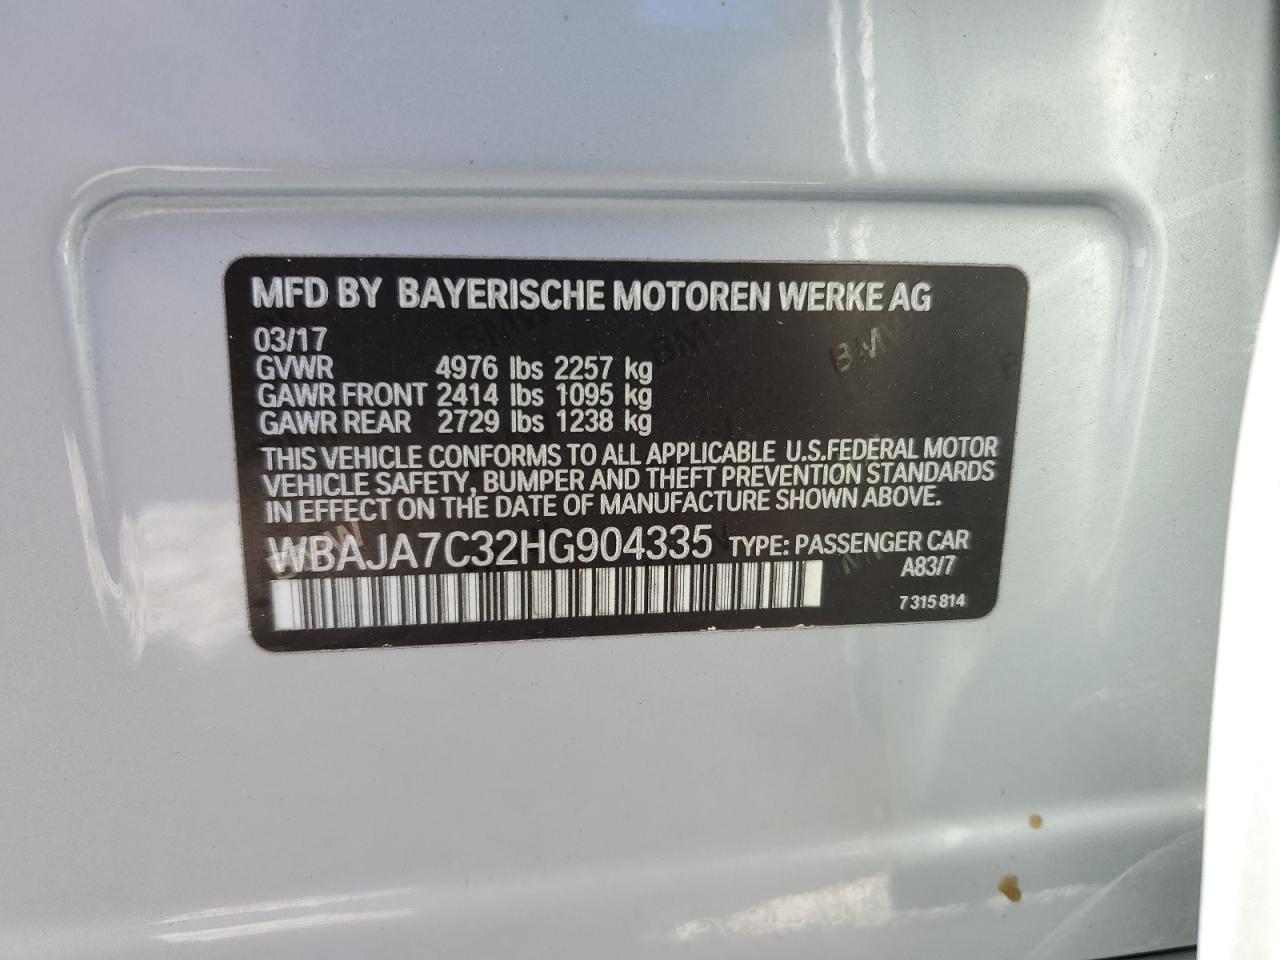 MFD BY BAYERISCHE MOTOREN WERKE AG
03/17
GVWR 4976 lbs 2257 kg
GAWR FRONT 2414 lbs 1095 kg
GAWR REAR 2729 lbs 1238 kg
THIS VEHICLE CONFORMS TO ALL APPLICABLE U.S.FEDERAL MOTOR
VEHICLE SAFETY, BUMPER AND THEFT PREVENTION STANDARDS
IN EFFECT ON THE DATE OF MANUFACTURE SHOWN ABOVE.
WBAJA7C32HG904335 TYPE: PASSENGER CAR
A83/7
7 315 814